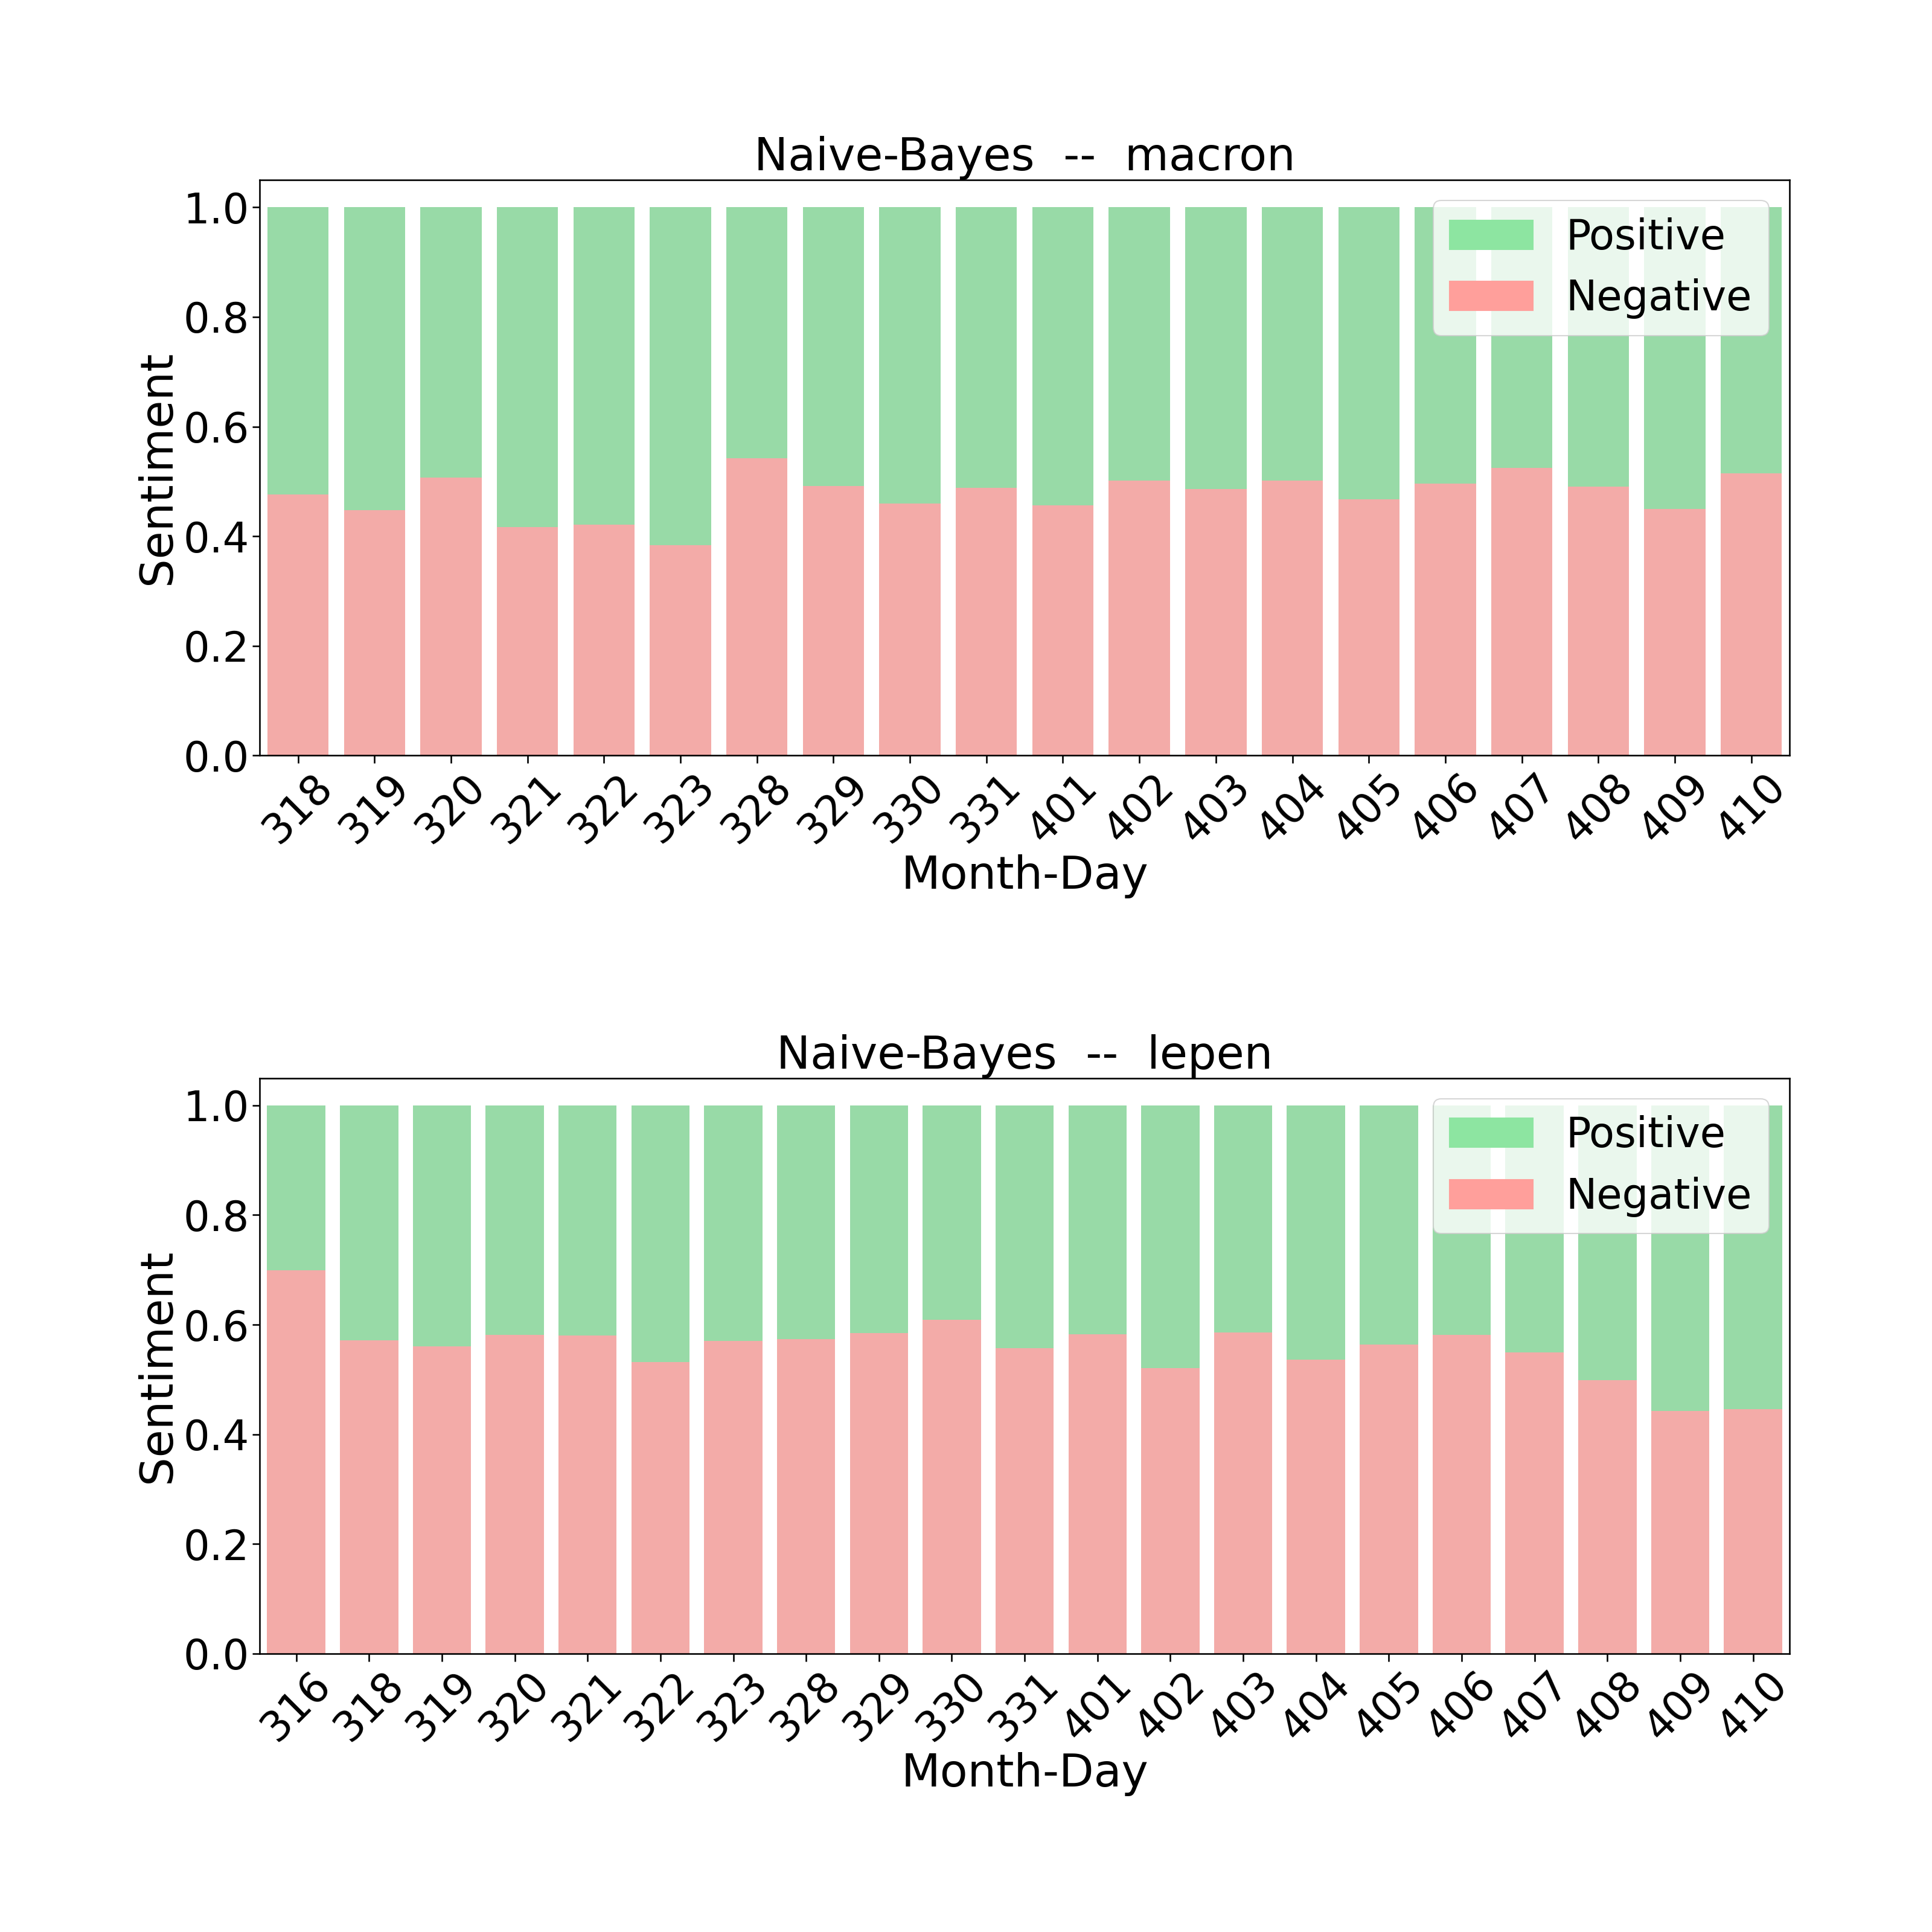 Naive-Bayes -- macron
1.0
0.8
0.6
0.4
0.2
0.0
Sentiment
Positive
Negative
318 319 320 321 322 323 328 329 330 331 401 402 403 404 405 406 407 408 409 410
Month-Day
Naive-Bayes -- lepen
1.0
0.8
0.6
0.4
0.2
0.0
Sentiment
Positive
Negative
316 318 319 320 321 322 323 328 329 330 331 401 402 403 404 405 406 407 408 409 410
Month-Day